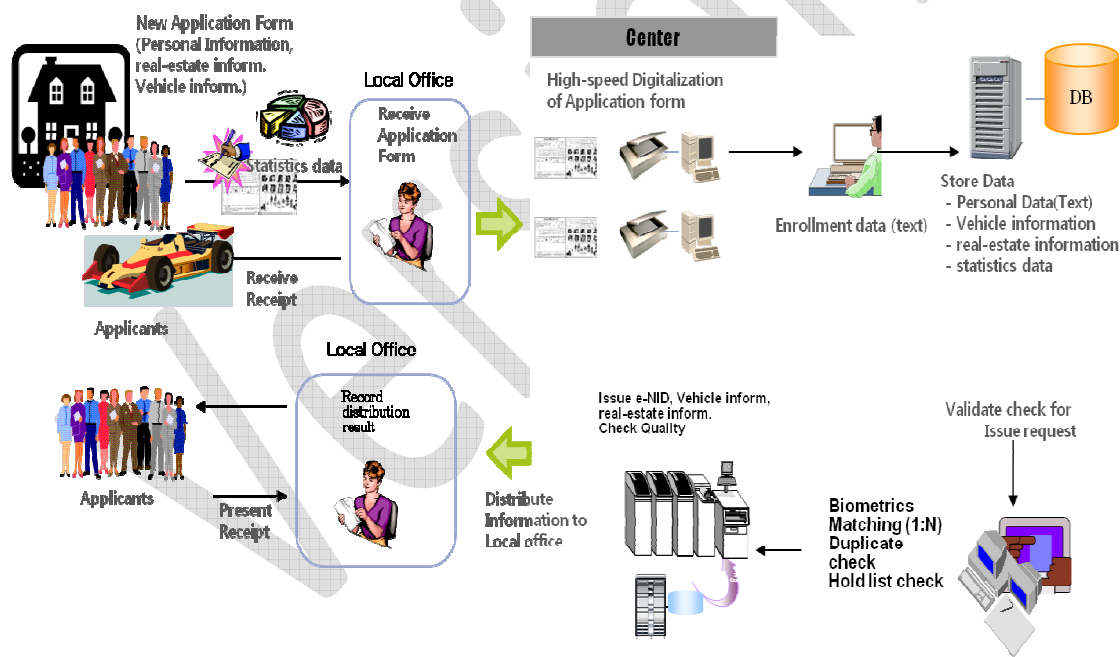 New Application Form
(Personal Information,
real-estate inform.
Vehicle inform.)
Statistics data
Local Office
Receive
Application
Form
Receive
Receipt
Applicants
Center
High-speed Digitalization
of Application form
Enrollment data (text)
DB
Store Data
- Personal Data(Text)
- Vehicle information
- real-estate information
- statistics data
Local Office
Record
distribution
result
Applicants
Present
Receipt
Distribute
Information to
Local office
Issue e-NID, Vehicle inform,
real-estate inform.
Check Quality
Biometrics
Matching (1:N)
Duplicate
check
Hold list check
Validate check for
Issue request